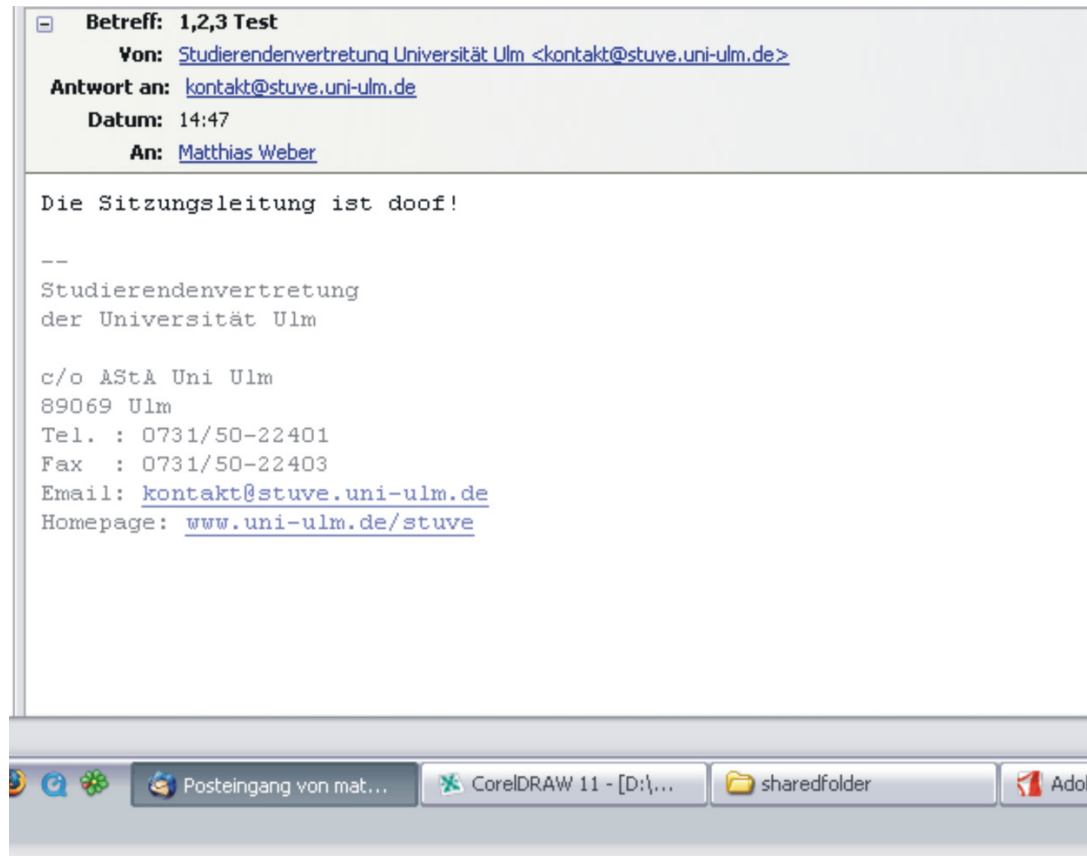 Betreff: 1,2,3 Test
Von: Studierendenvertretung Universität Ulm <kontakt@stuve.uni-ulm.de>
Antwort an: kontakt@stuve.uni-ulm.de
Datum: 14:47
An: Matthias Weber
Die Sitzungsleitung ist doof!
--
Studierendenvertretung
der Universität Ulm
c/o AStA Uni Ulm
89069 Ulm
Tel. : 0731/50-22401
Fax : 0731/50-22403
Email: kontakt@stuve.uni-ulm.de
Homepage: www.uni-ulm.de/stuve
Posteingang von mat... CorelDRAW 11 - [D:\... sharedfolder Adob